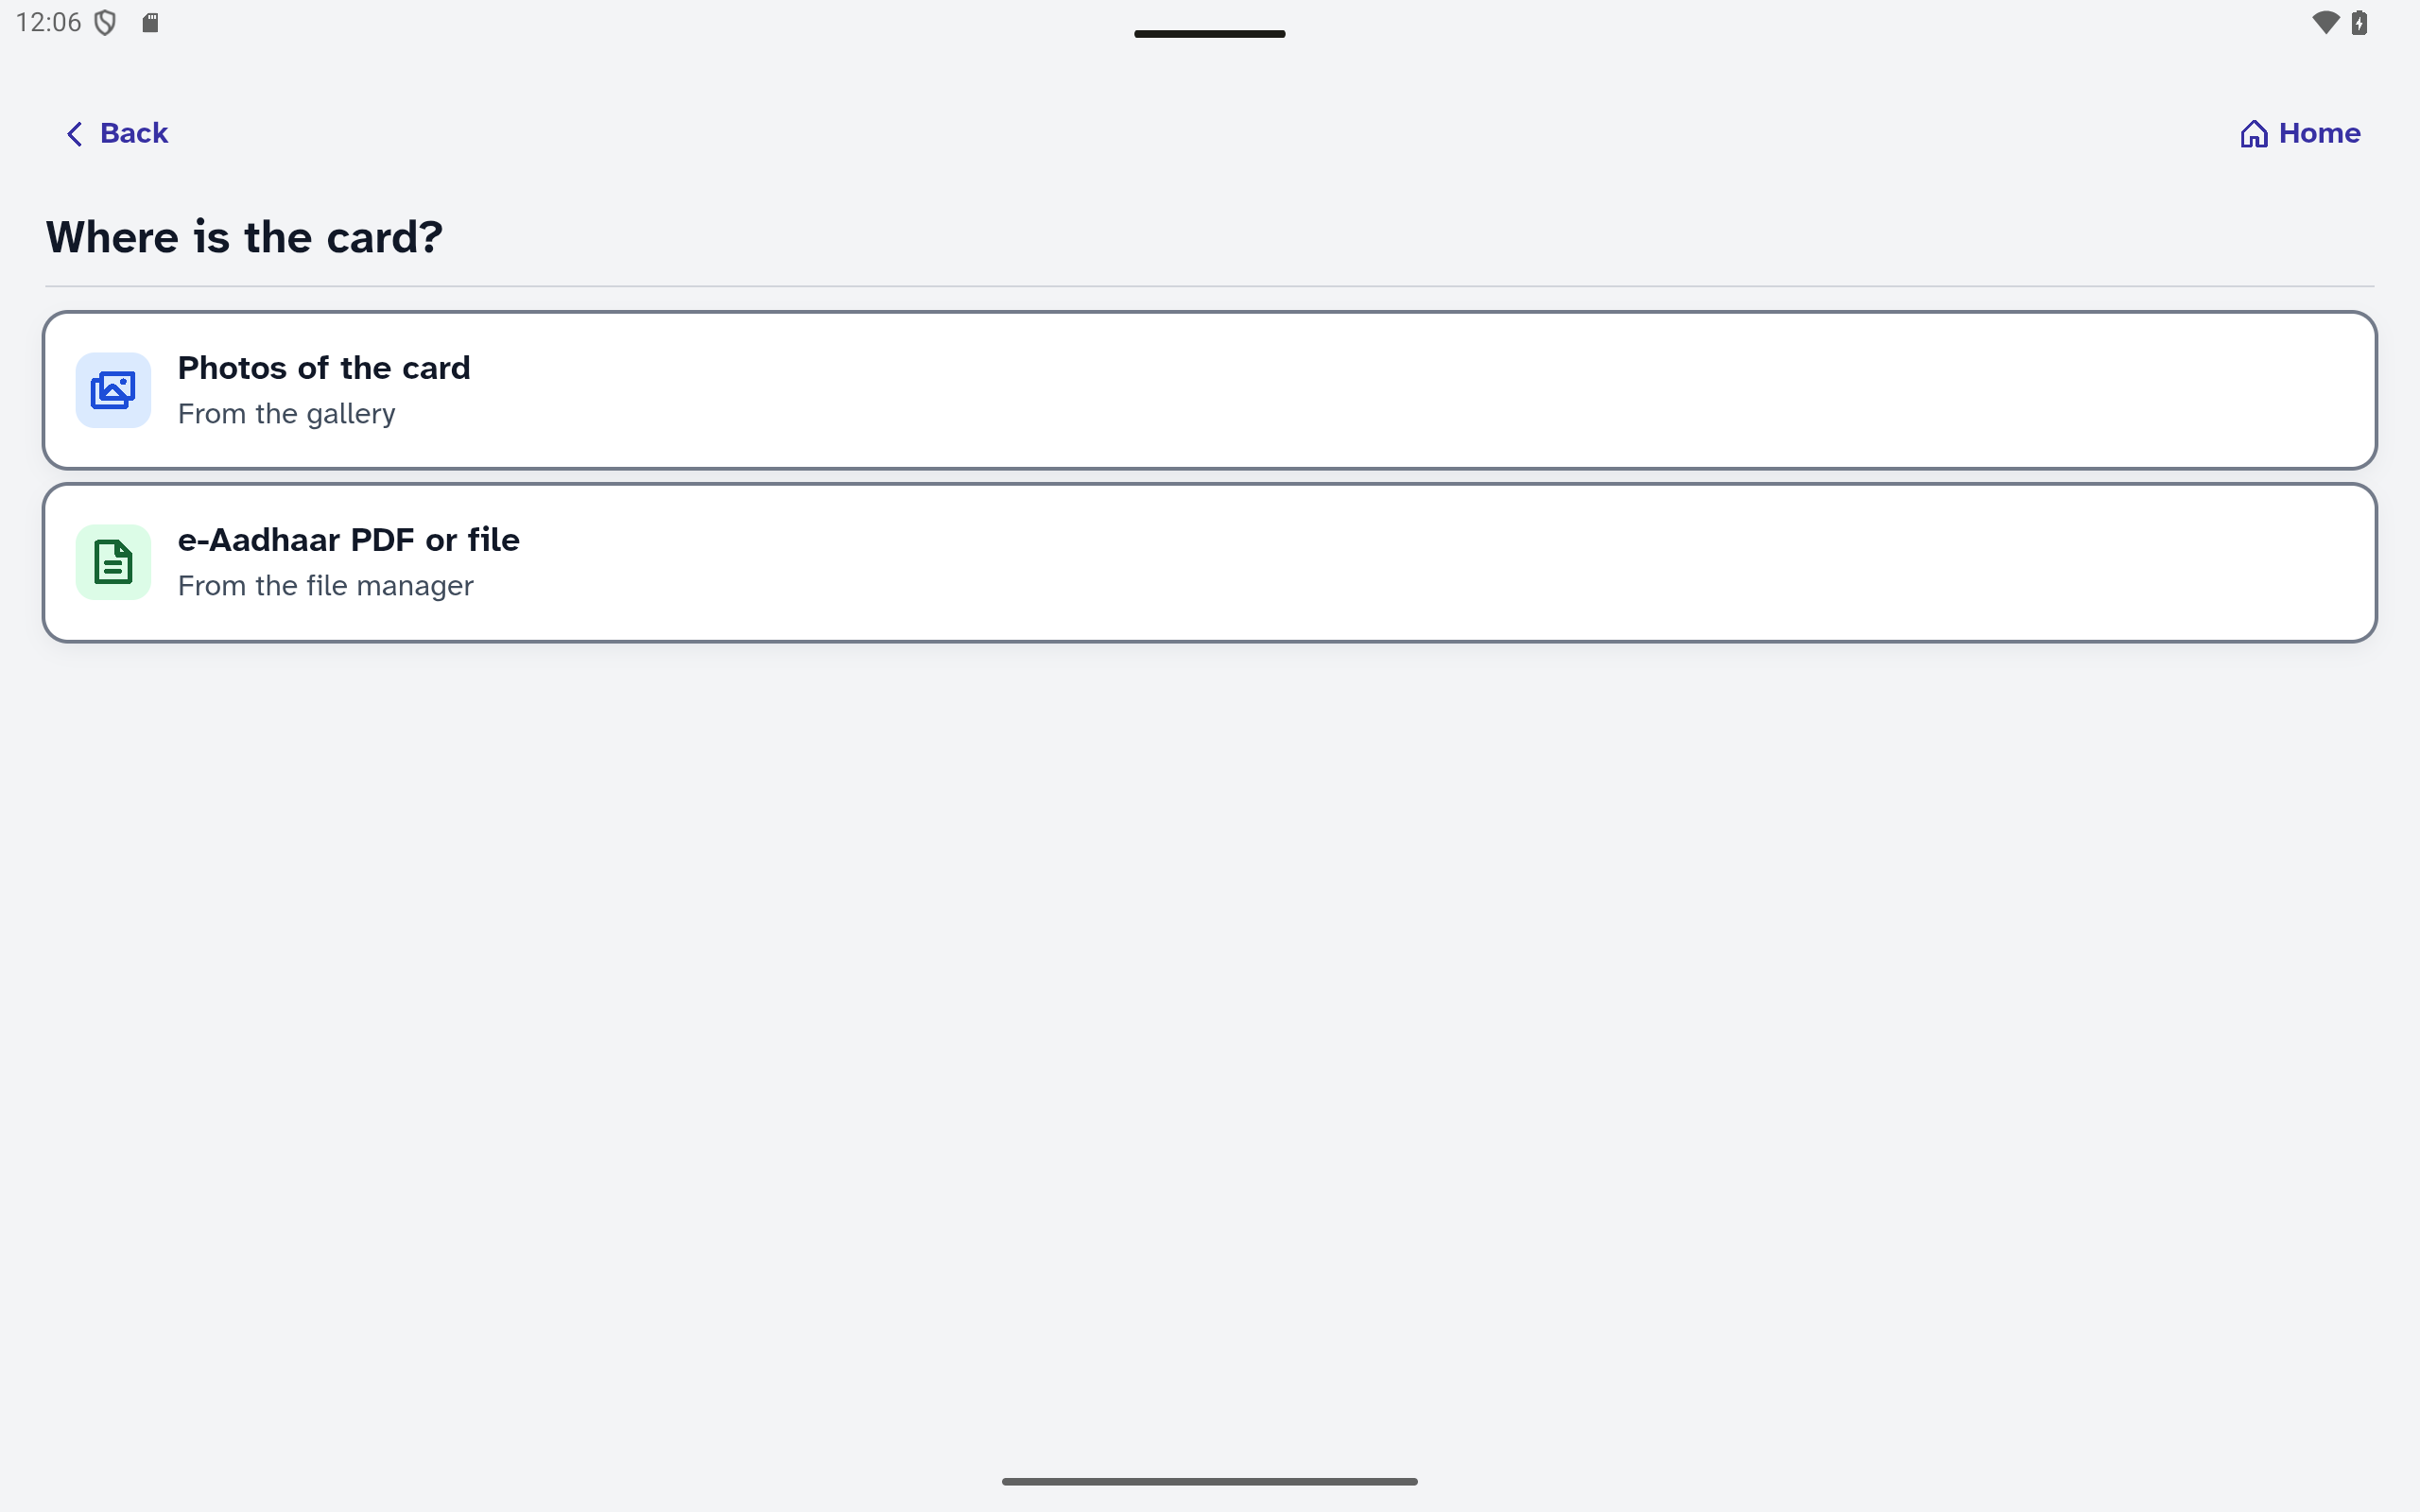 12:06
Back
Home
Where is the card?
Photos of the card
From the gallery
e-Aadhaar PDF or file
From the file manager